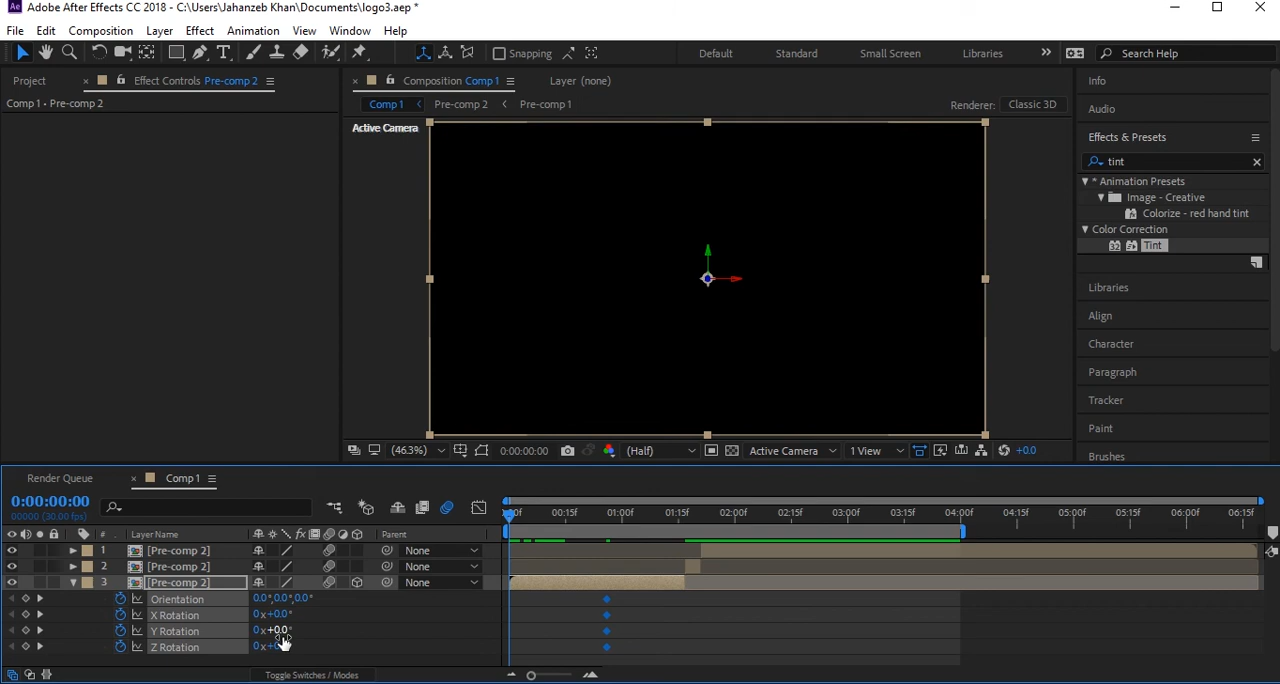 Adobe After Effects CC 2018 - C:\Users\Jahanzeb Khan\Documents\logo3.aep *
File Edit Composition Layer Effect Animation View Window Help
Snapping Default Standard Small Screen Libraries Search Help
Project Effect Controls Pre-comp 2 Composition Comp 1 Layer (none) Info
Comp 1 • Pre-comp 2 Comp 1 Pre-comp 2 Pre-comp 1 Renderer: Classic 3D Audio
Active Camera
Effects & Presets
tint
* Animation Presets
Image - Creative
Colorize - red hand tint
Color Correction
32 Tint
Libraries
Align
Character
Paragraph
Tracker
Paint
Brushes
(46.3%) 0:00:00:00 (Half) Active Camera 1 View +0.0
Render Queue Comp 1
0:00:00:00
00000 (30.00 fps)
00f 00:15f 01:00f 01:15f 02:00f 02:15f 03:00f 03:15f 04:00f 04:15f 05:00f 05:15f 06:00f 06:15f
# Layer Name fx Parent
1 [Pre-comp 2] None
2 [Pre-comp 2] None
3 [Pre-comp 2] None
Orientation 0.0°,0.0°,0.0°
X Rotation 0x+0.0°
Y Rotation 0x+0.0°
Z Rotation 0x+0
Toggle Switches / Modes